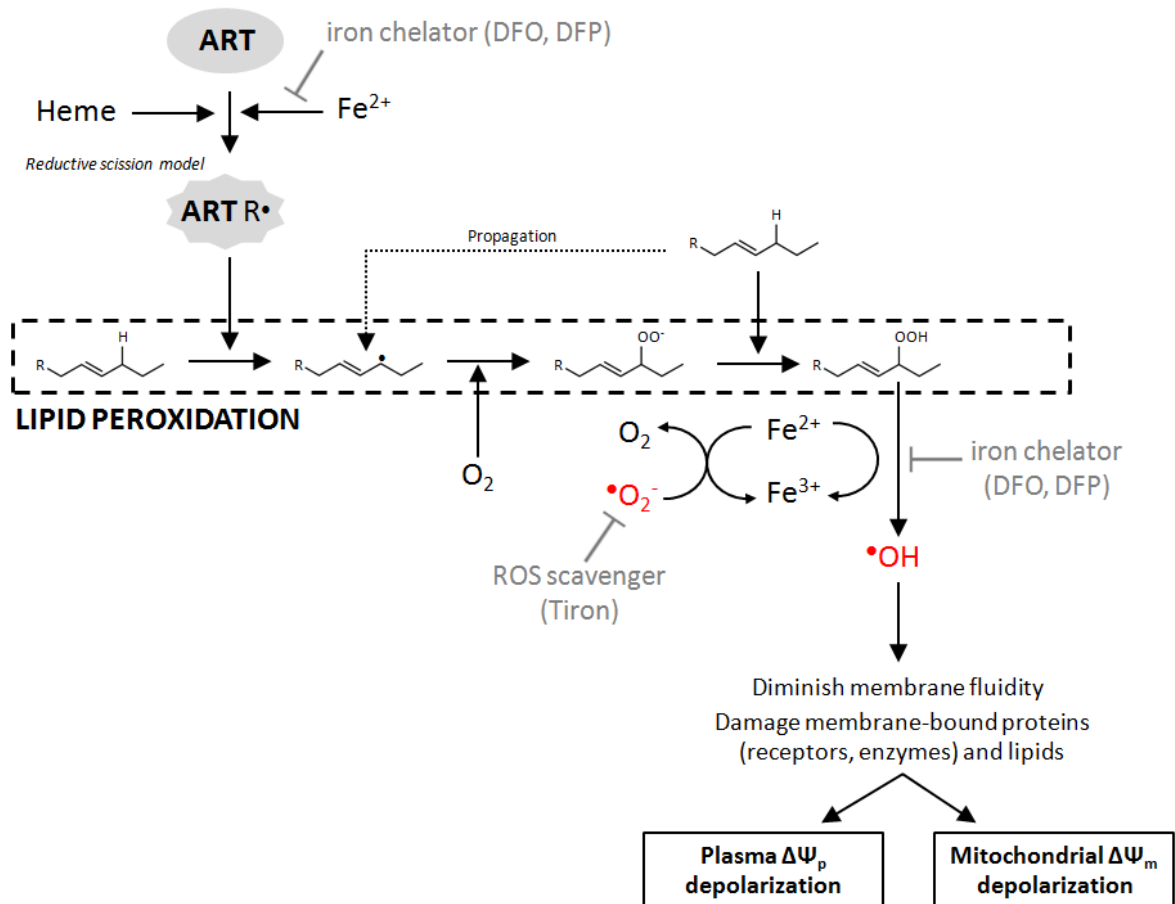 ART
iron chelator (DFO, DFP)
Heme
Fe²⁺
Reductive scission model
ART R•
Propagation
H
R
H
R
R
•
OO⁻
R
OOH
R
LIPID PEROXIDATION
O₂
O₂
Fe²⁺
•O₂⁻
Fe³⁺
iron chelator
(DFO, DFP)
ROS scavenger
(Tiron)
•OH
Diminish membrane fluidity
Damage membrane-bound proteins
(receptors, enzymes) and lipids
Plasma ΔΨₚ
depolarization
Mitochondrial ΔΨₘ
depolarization